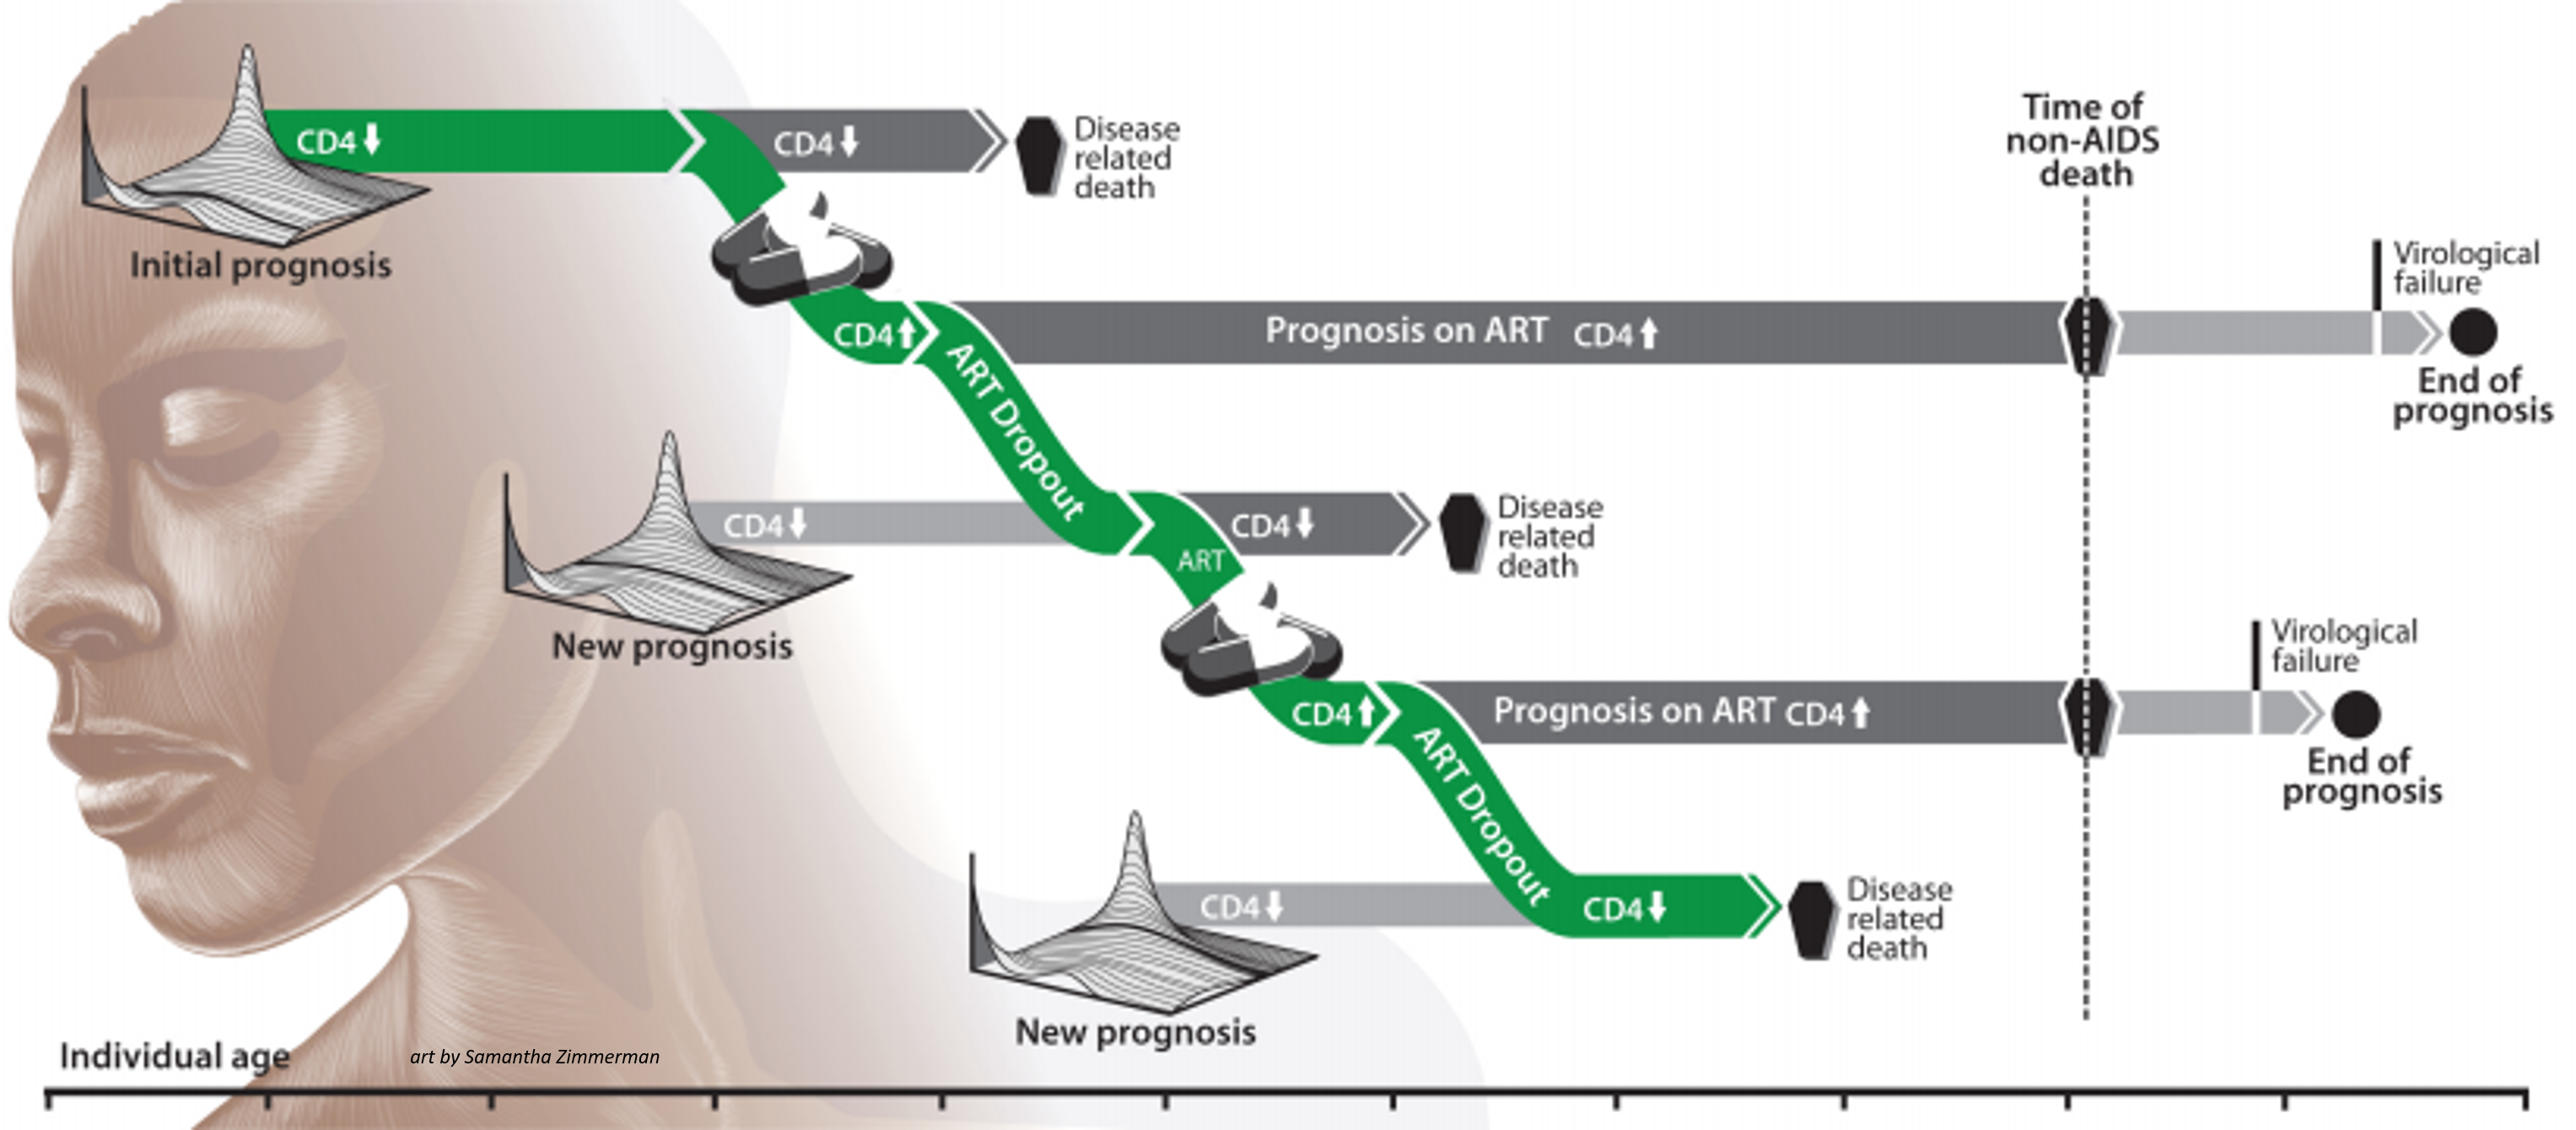 CD4
CD4
Disease
related
death
Time of
non-AIDS
death
Initial prognosis
Virological
failure
CD4
Prognosis on ART CD4
End of
prognosis
ART Dropout
CD4
CD4
Disease
related
death
ART
New prognosis
Virological
failure
CD4
Prognosis on ART CD4
End of
prognosis
ART Dropout
CD4
CD4
Disease
related
death
New prognosis
Individual age
art by Samantha Zimmerman